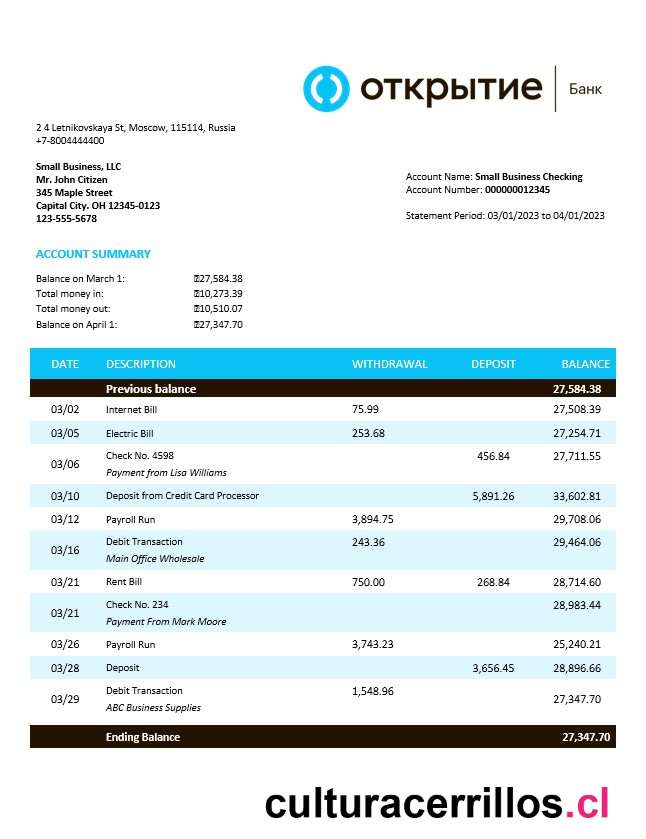 открытие Банк
2 4 Letnikovskaya St, Moscow, 115114, Russia
+7-8004444400
Small Business, LLC
Mr. John Citizen
345 Maple Street
Capital City. OH 12345-0123
123-555-5678
Account Name: Small Business Checking
Account Number: 000000012345
Statement Period: 03/01/2023 to 04/01/2023
ACCOUNT SUMMARY
Balance on March 1: 27,584.38
Total money in: 10,273.39
Total money out: 10,510.07
Balance on April 1: 27,347.70
DATE DESCRIPTION WITHDRAWAL DEPOSIT BALANCE
Previous balance 27,584.38
03/02 Internet Bill 75.99 27,508.39
03/05 Electric Bill 253.68 27,254.71
03/06 Check No. 4598 456.84 27,711.55
Payment from Lisa Williams
03/10 Deposit from Credit Card Processor 5,891.26 33,602.81
03/12 Payroll Run 3,894.75 29,708.06
03/16 Debit Transaction 243.36 29,464.06
Main Office Wholesale
03/21 Rent Bill 750.00 268.84 28,714.60
03/21 Check No. 234 28,983.44
Payment From Mark Moore
03/26 Payroll Run 3,743.23 25,240.21
03/28 Deposit 3,656.45 28,896.66
03/29 Debit Transaction 1,548.96 27,347.70
ABC Business Supplies
Ending Balance 27,347.70
culturacerrillos.cl